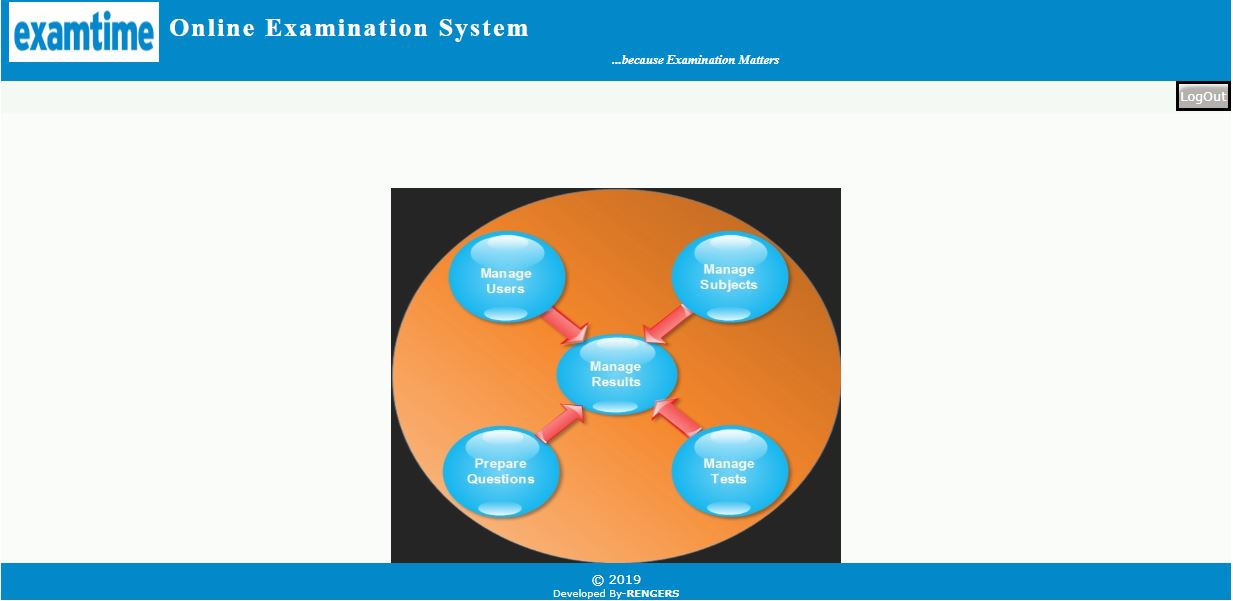 examtime
Online Examination System
...because Examination Matters
LogOut
Manage
Users
Manage
Subjects
Manage
Results
Prepare
Questions
Manage
Tests
© 2019
Developed By-RENGERS